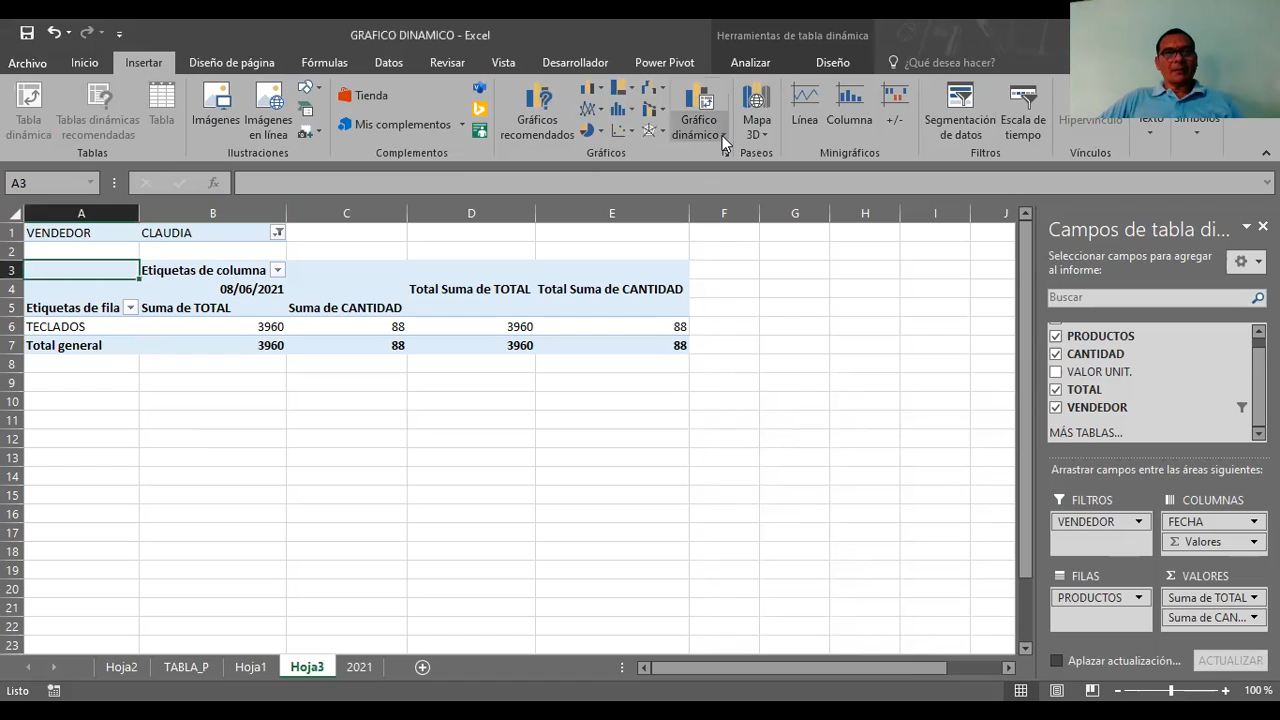 GRAFICO DINAMICO - Excel
Herramientas de tabla dinámica
Archivo Inicio Insertar Diseño de página Fórmulas Datos Revisar Vista Desarrollador Power Pivot Analizar Diseño ¿Qué desea hacer?
Tabla dinámica
Tablas dinámicas recomendadas
Tabla
Tablas
Imágenes
Imágenes en línea
Ilustraciones
Tienda
Mis complementos
Complementos
Gráficos recomendados
Gráficos
Gráfico dinámico
Mapa 3D
Paseos
Línea
Columna
+/-
Minigráficos
Segmentación de datos
Escala de tiempo
Filtros
Hipervínculo
Vínculos
Texto
Símbolos
A3
fx
A B C D E F G H I J
1 VENDEDOR CLAUDIA
2
3 Etiquetas de columna
4 08/06/2021 Total Suma de TOTAL Total Suma de CANTIDAD
5 Etiquetas de fila Suma de TOTAL Suma de CANTIDAD
6 TECLADOS 3960 88 3960 88
7 Total general 3960 88 3960 88
8
9
10
11
12
13
14
15
16
17
18
19
20
21
22
23
Campos de tabla di...
Seleccionar campos para agregar
al informe:
Buscar
PRODUCTOS
CANTIDAD
VALOR UNIT.
TOTAL
VENDEDOR
MÁS TABLAS...
Arrastrar campos entre las áreas siguientes:
FILTROS
VENDEDOR
COLUMNAS
FECHA
Σ Valores
FILAS
PRODUCTOS
Σ VALORES
Suma de TOTAL
Suma de CAN...
Aplazar actualización... ACTUALIZAR
Hoja2 TABLA_P Hoja1 Hoja3 2021
Listo
100 %